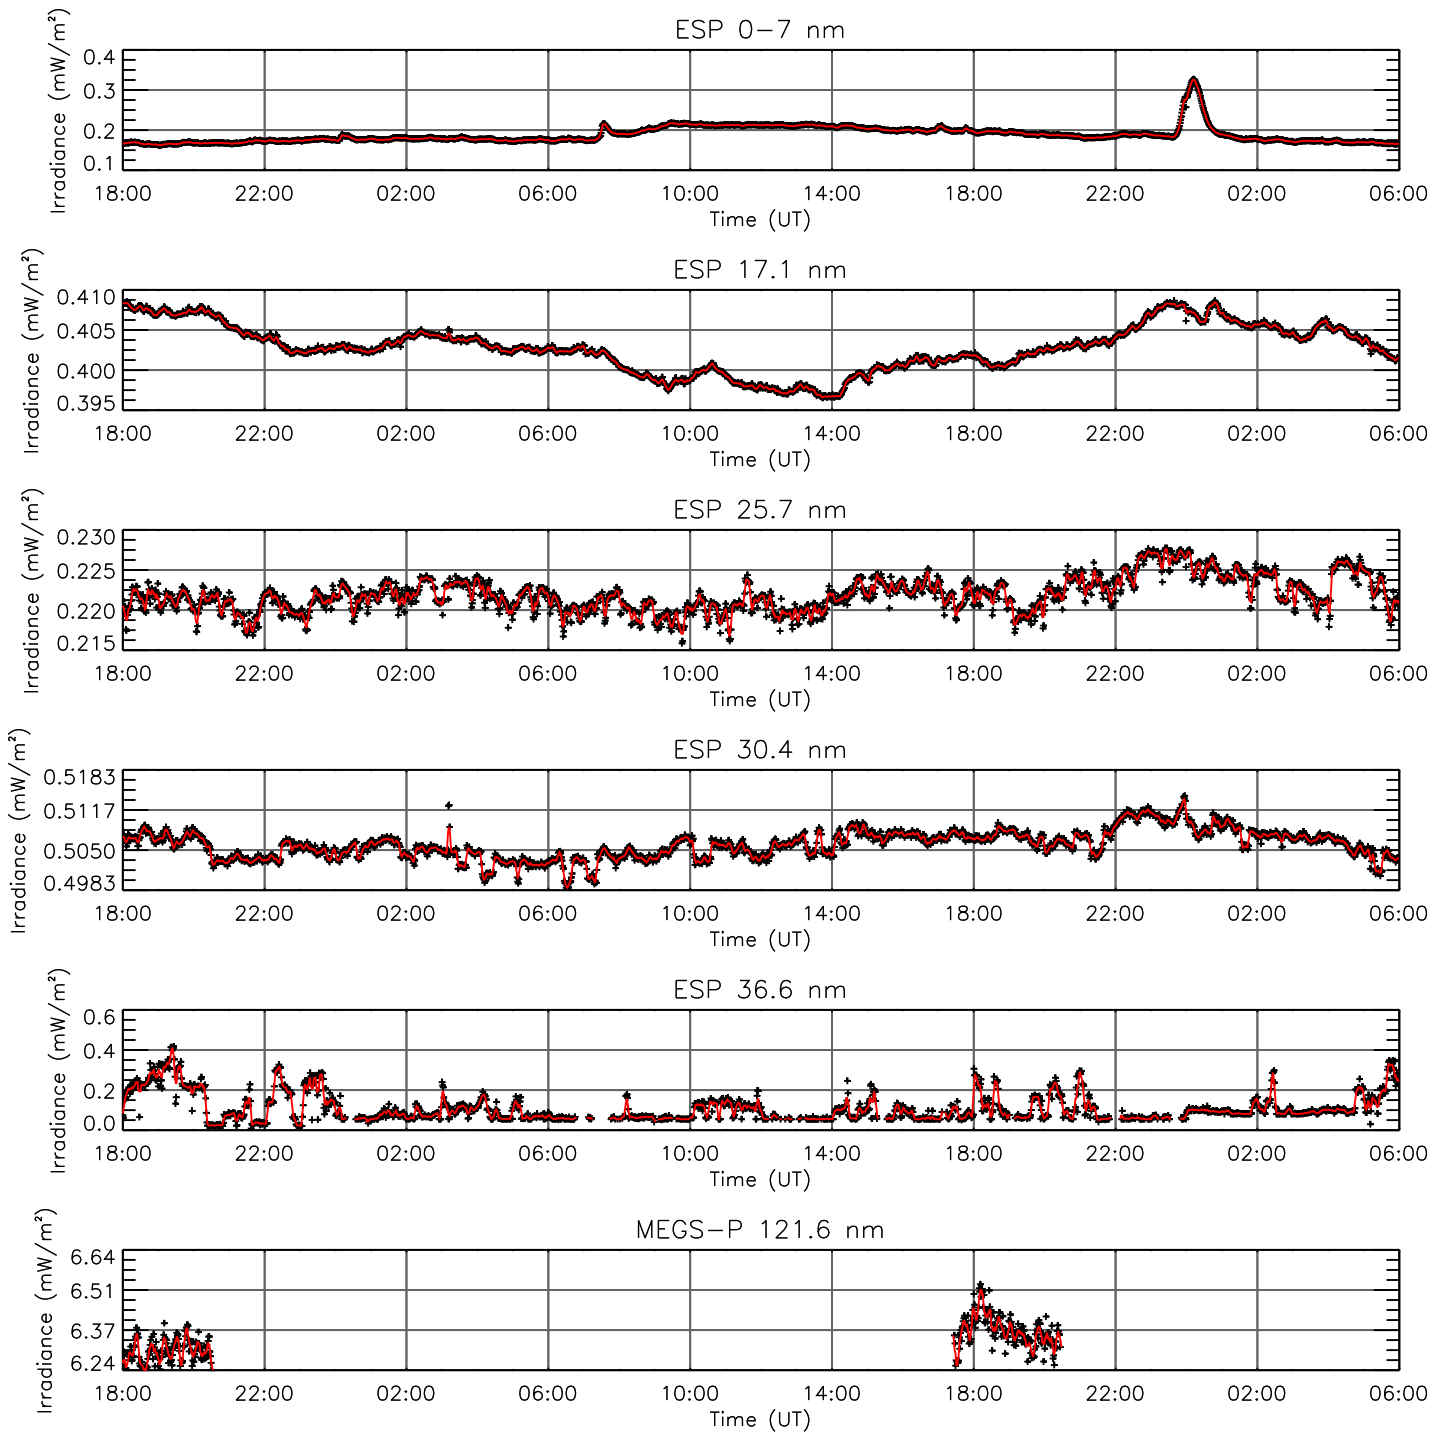 ESP 0-7 nm
Irradiance (mW/m²)
0.4
0.3
0.2
0.1
18:00 22:00 02:00 06:00 10:00 14:00 18:00 22:00 02:00 06:00
Time (UT)
ESP 17.1 nm
Irradiance (mW/m²)
0.410
0.405
0.400
0.395
18:00 22:00 02:00 06:00 10:00 14:00 18:00 22:00 02:00 06:00
Time (UT)
ESP 25.7 nm
Irradiance (mW/m²)
0.230
0.225
0.220
0.215
18:00 22:00 02:00 06:00 10:00 14:00 18:00 22:00 02:00 06:00
Time (UT)
ESP 30.4 nm
Irradiance (mW/m²)
0.5183
0.5117
0.5050
0.4983
18:00 22:00 02:00 06:00 10:00 14:00 18:00 22:00 02:00 06:00
Time (UT)
ESP 36.6 nm
Irradiance (mW/m²)
0.6
0.4
0.2
0.0
18:00 22:00 02:00 06:00 10:00 14:00 18:00 22:00 02:00 06:00
Time (UT)
MEGS-P 121.6 nm
Irradiance (mW/m²)
6.64
6.51
6.37
6.24
18:00 22:00 02:00 06:00 10:00 14:00 18:00 22:00 02:00 06:00
Time (UT)